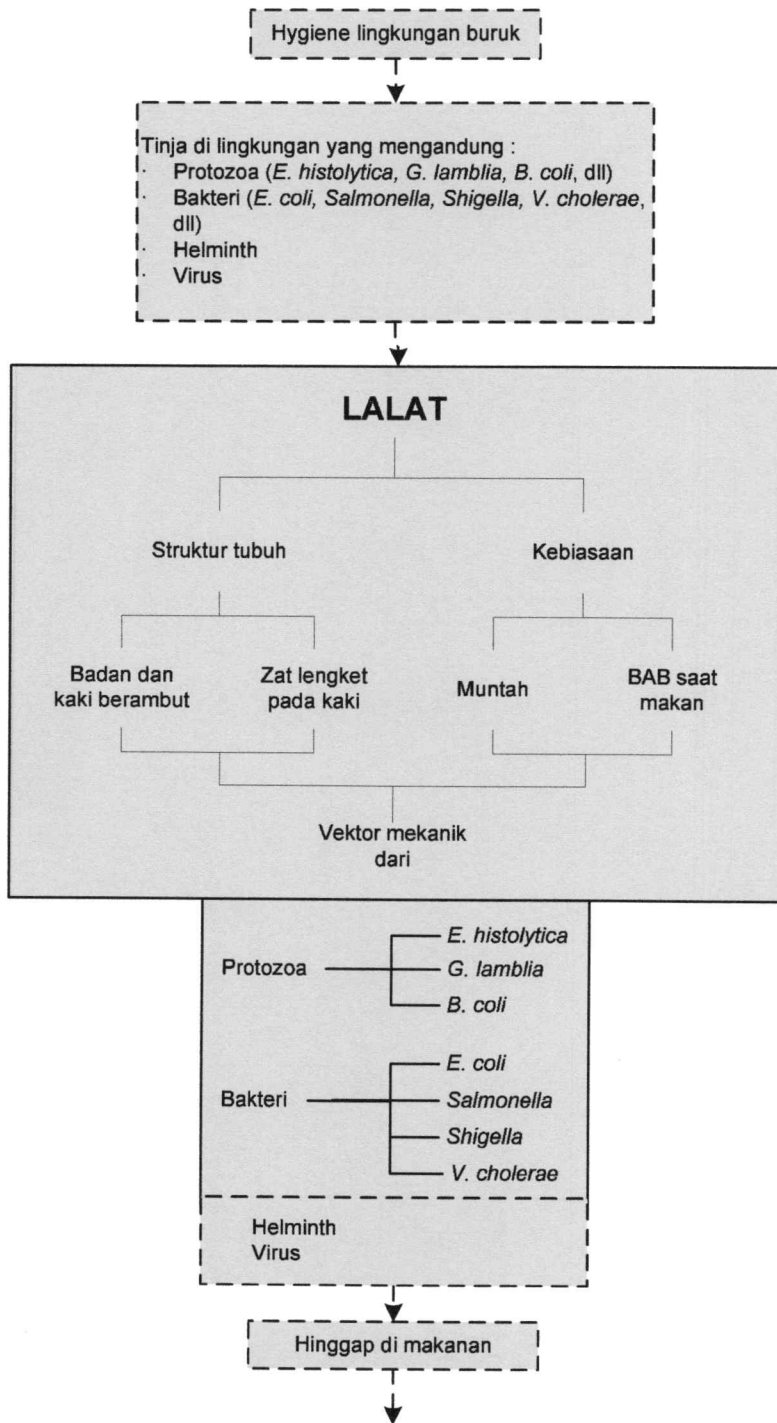 Hygiene lingkungan buruk
Tinja di lingkungan yang mengandung :
· Protozoa (E. histolytica, G. lamblia, B. coli, dll)
· Bakteri (E. coli, Salmonella, Shigella, V. cholerae,
dll)
· Helminth
· Virus
LALAT
Struktur tubuh
Kebiasaan
Badan dan
kaki berambut
Zat lengket
pada kaki
Muntah
BAB saat
makan
Vektor mekanik
dari
Protozoa
E. histolytica
G. lamblia
B. coli
Bakteri
E. coli
Salmonella
Shigella
V. cholerae
Helminth
Virus
Hinggap di makanan